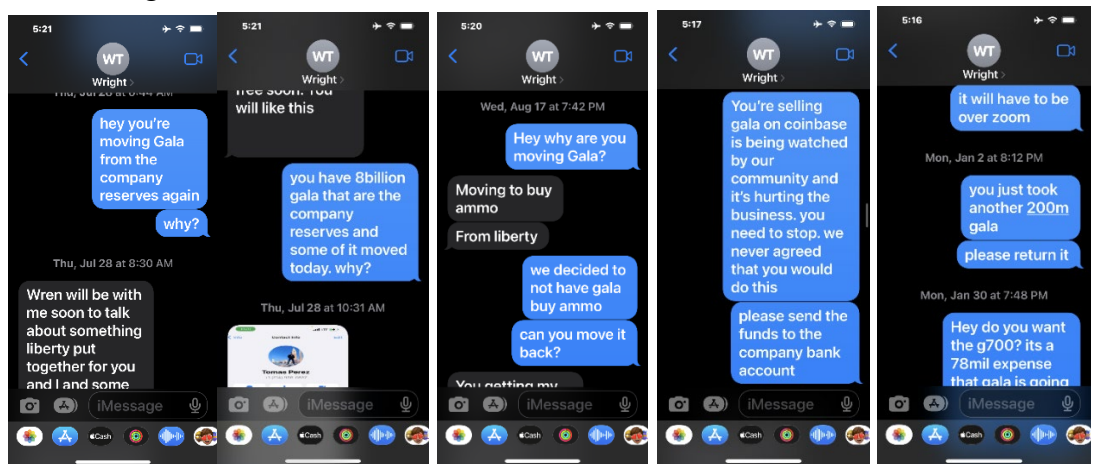 5:21
WT
Wright
Thu, Jul 28 at 6:44 AM
hey you're
moving Gala
from the
company
reserves again
why?
Thu, Jul 28 at 8:30 AM
Wren will be with
me soon to talk
about something
liberty put
together for you
and I and some
iMessage
Cash
5:21
WT
Wright
free soon. You
will like this
you have 8billion
gala that are the
company
reserves and
some of it moved
today. why?
Thu, Jul 28 at 10:31 AM
Tomas Perez
iMessage
Cash
5:20
WT
Wright
Wed, Aug 17 at 7:42 PM
Hey why are you
moving Gala?
Moving to buy
ammo
From liberty
we decided to
not have gala
buy ammo
can you move it
back?
You getting my
iMessage
Cash
5:17
WT
Wright
You're selling
gala on coinbase
is being watched
by our
community and
it's hurting the
business. you
need to stop. we
never agreed
that you would
do this
please send the
funds to the
company bank
account
iMessage
Cash
5:16
WT
Wright
it will have to be
over zoom
Mon, Jan 2 at 8:12 PM
you just took
another 200m
gala
please return it
Mon, Jan 30 at 7:48 PM
Hey do you want
the g700? its a
78mil expense
that gala is going
iMessage
Cash